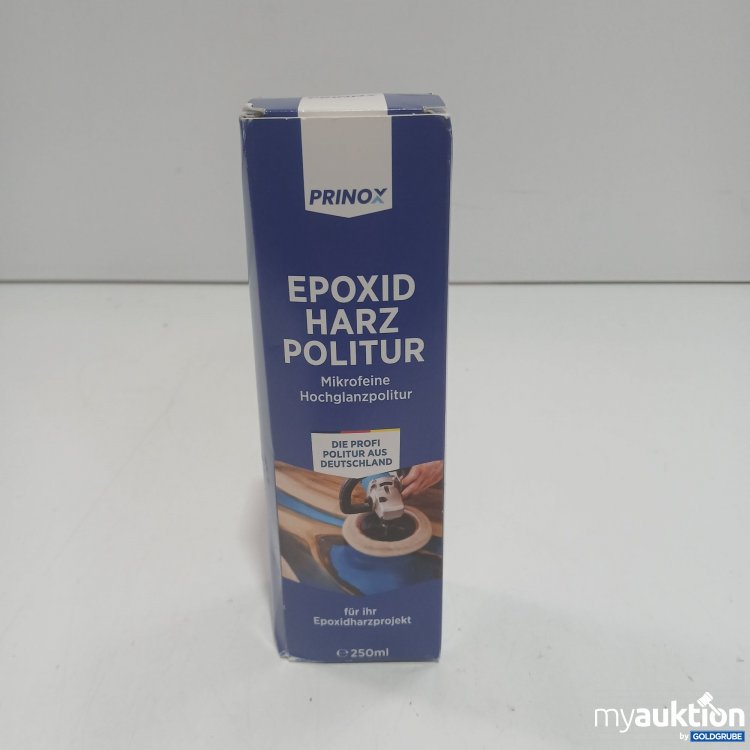 PRINOX
EPOXID
HARZ
POLITUR
Mikrofeine
Hochglanzpolitur
DIE PROFI
POLITUR AUS
DEUTSCHLAND
für ihr
Epoxidharzprojekt
℮ 250ml
myauktion
by GOLDGRUBE